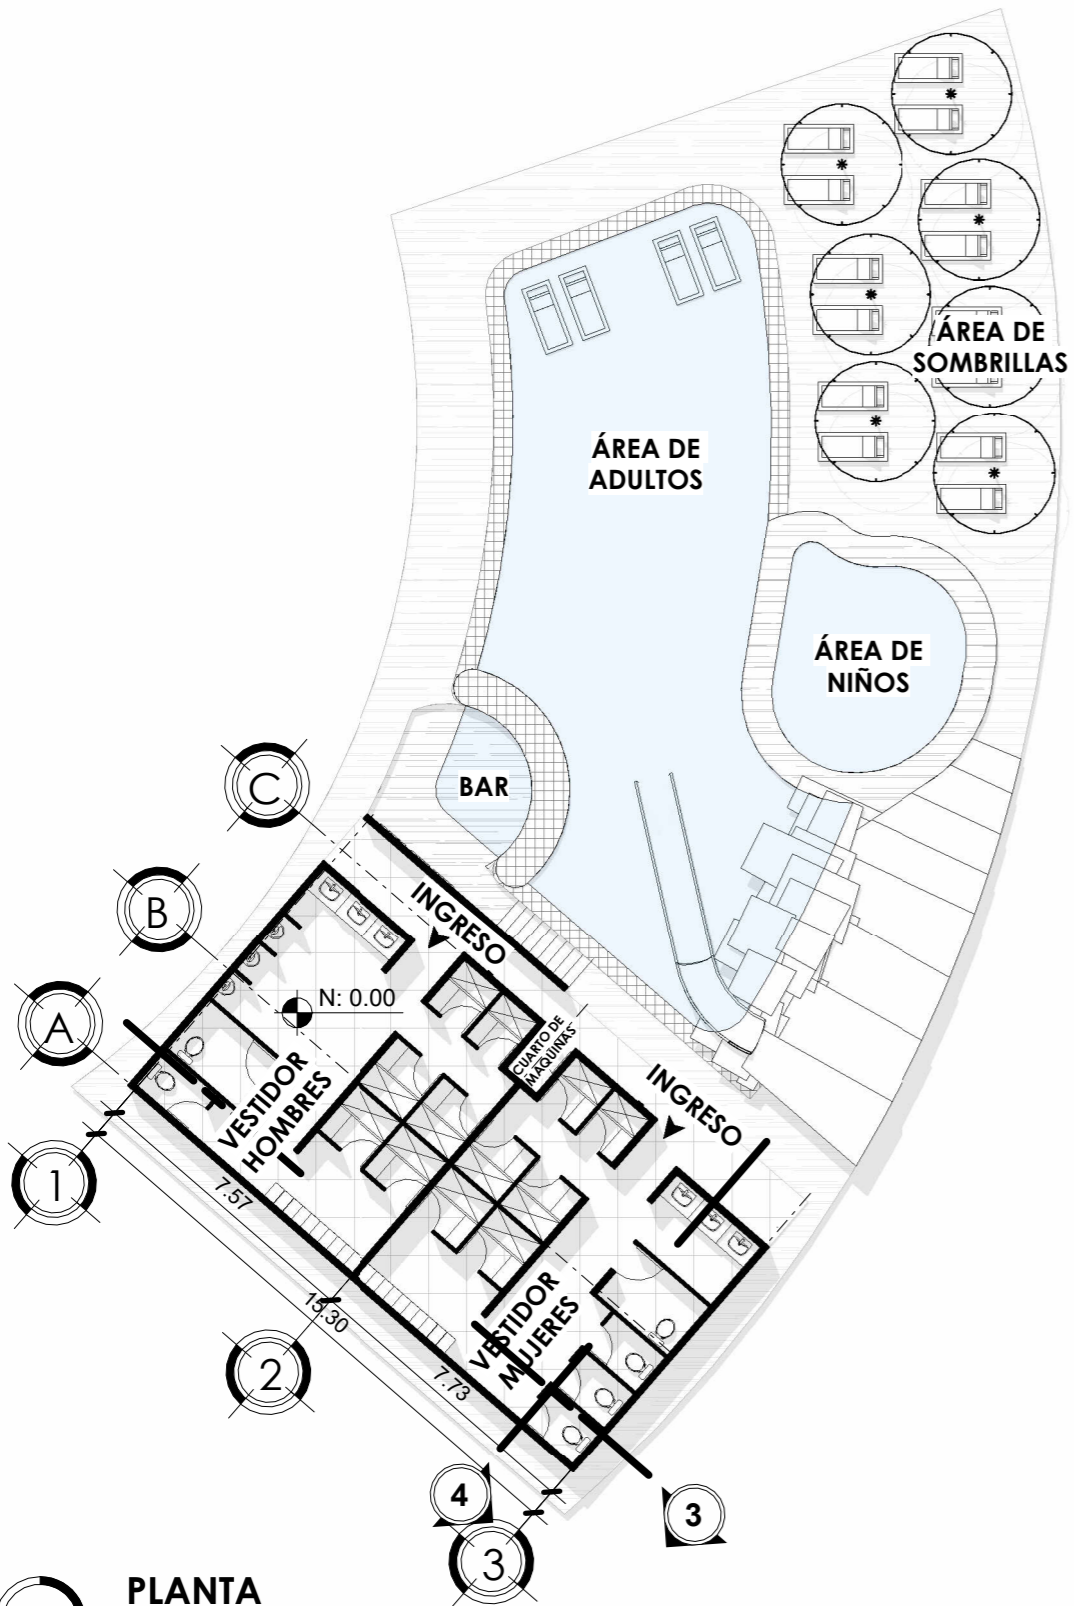 ÁREA DE
SOMBRILLAS
ÁREA DE
ADULTOS
ÁREA DE
NIÑOS
BAR
C
B
A
INGRESO
N: 0.00
CUARTO DE
MAQUINAS
VESTIDOR
HOMBRES
INGRESO
1
7.57
15.30
2
VESTIDOR
MUJERES
7.73
4
3
3
PLANTA